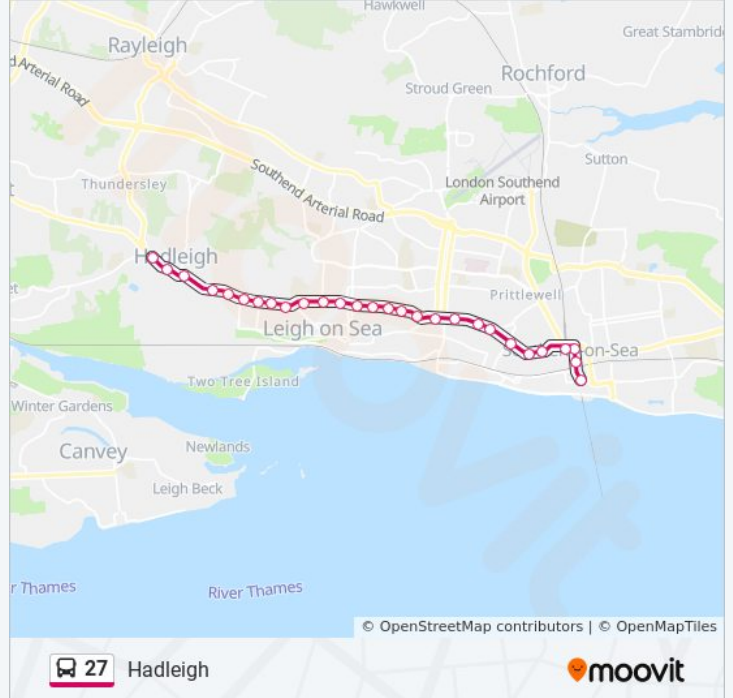 Hawkwell
Great Stambrid
Rayleigh
Rochford
d Arterial Road
Stroud Green
Sutton
Southend Arterial Road
London Southend
Airport
Thundersley
Hadleigh
et
Prittlewell
Leigh on Sea
on-Sea
Two Tree Island
Winter Gardens
Canvey
Newlands
Leigh Beck
r Thames
River Thames
© OpenStreetMap contributors | © OpenMapTiles
27 Hadleigh
moovit